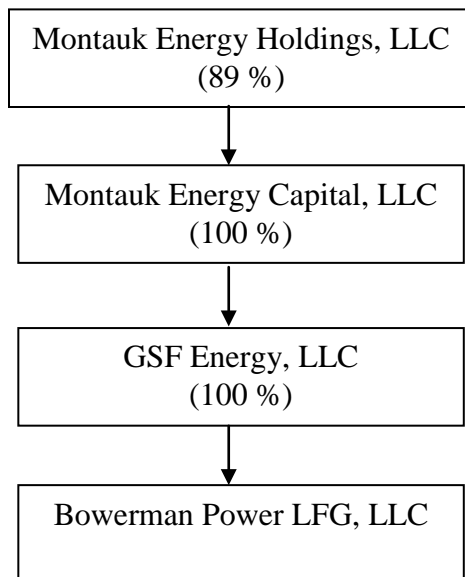 Montauk Energy Holdings, LLC
(89 %)
Montauk Energy Capital, LLC
(100 %)
GSF Energy, LLC
(100 %)
Bowerman Power LFG, LLC